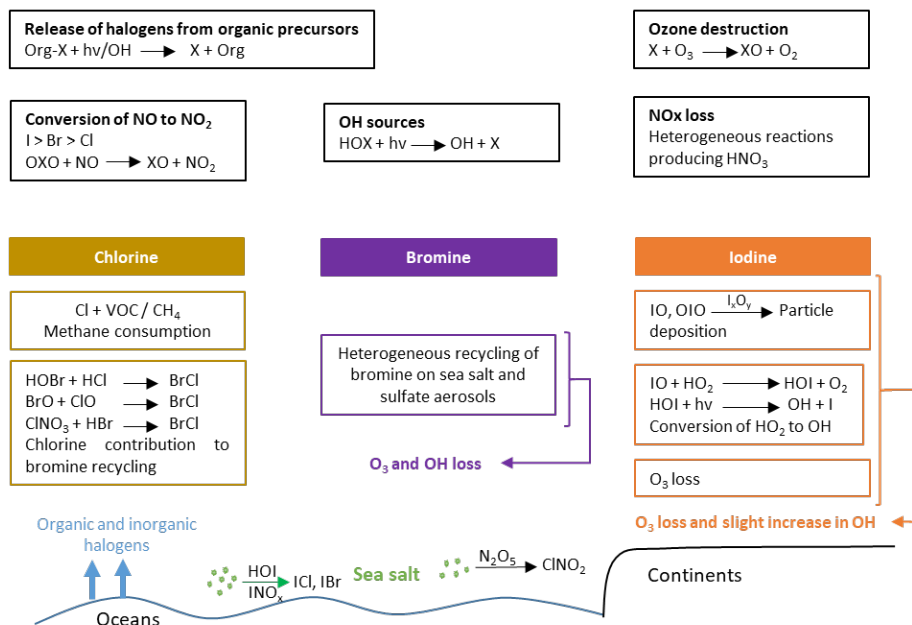 Release of halogens from organic precursors
Org-X + hv/OH ⟶ X + Org
Ozone destruction
X + O₃ ⟶ XO + O₂
Conversion of NO to NO₂
I > Br > Cl
OXO + NO ⟶ XO + NO₂
OH sources
HOX + hv ⟶ OH + X
NOx loss
Heterogeneous reactions
producing HNO₃
Chlorine
Bromine
Iodine
Cl + VOC / CH₄
Methane consumption
HOBr + HCl ⟶ BrCl
BrO + ClO ⟶ BrCl
ClNO₃ + HBr ⟶ BrCl
Chlorine contribution to
bromine recycling
Heterogeneous recycling of
bromine on sea salt and
sulfate aerosols
O₃ and OH loss
IₓOᵧ
IO, OIO ⟶ Particle
deposition
IO + HO₂ ⟶ HOI + O₂
HOI + hv ⟶ OH + I
Conversion of HO₂ to OH
O₃ loss
O₃ loss and slight increase in OH
Organic and inorganic
halogens
HOI
INOₓ
ICl, IBr
Sea salt
N₂O₅
ClNO₂
Continents
Oceans